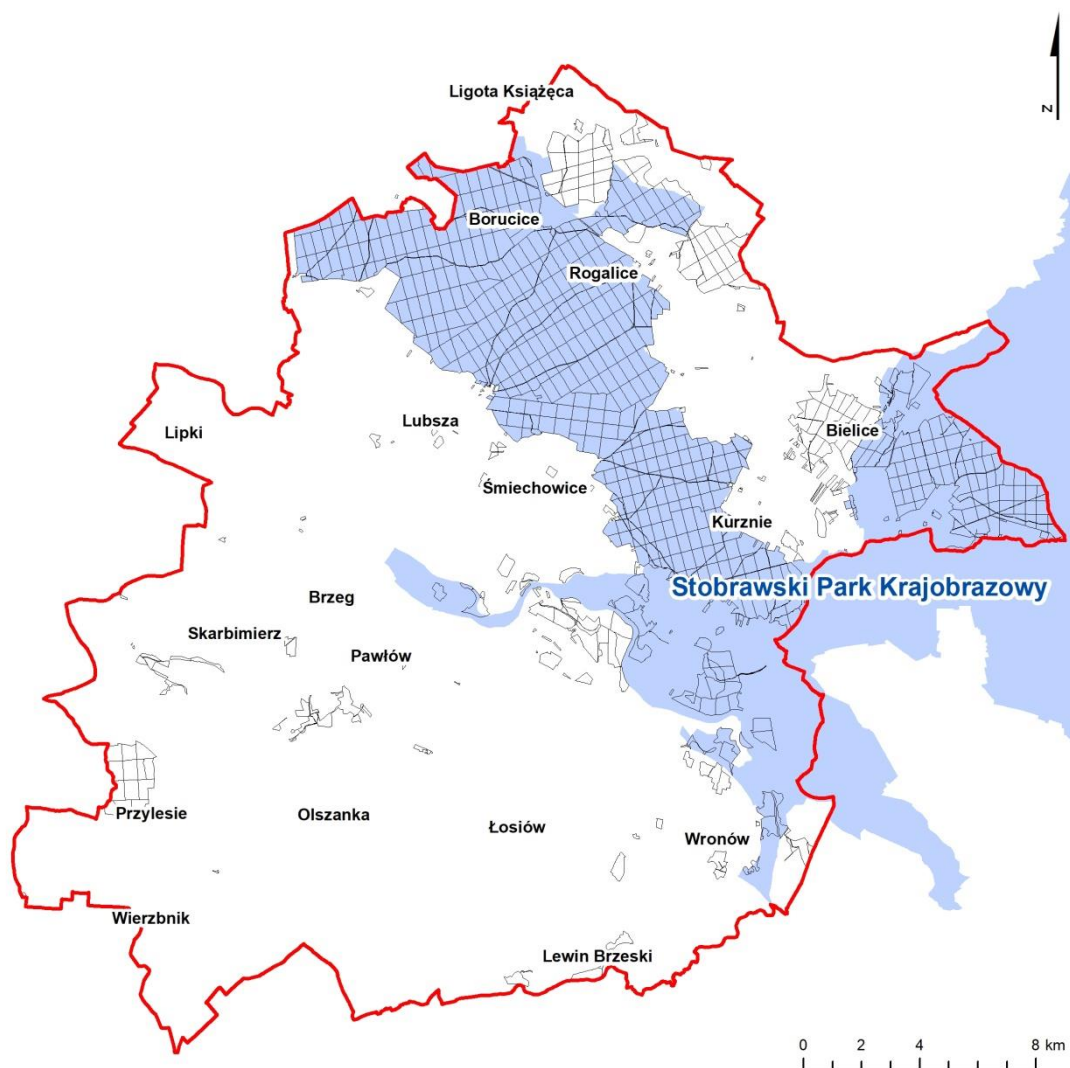 N
Ligota Książęca
Borucice
Rogalice
Lubsza
Bielice
Lipki
Śmiechowice
Kurznie
Stobrawski Park Krajobrazowy
Brzeg
Skarbimierz
Pawłów
Przylesie
Olszanka
Łosiów
Wronów
Wierzbnik
Lewin Brzeski
0 2 4 8 km